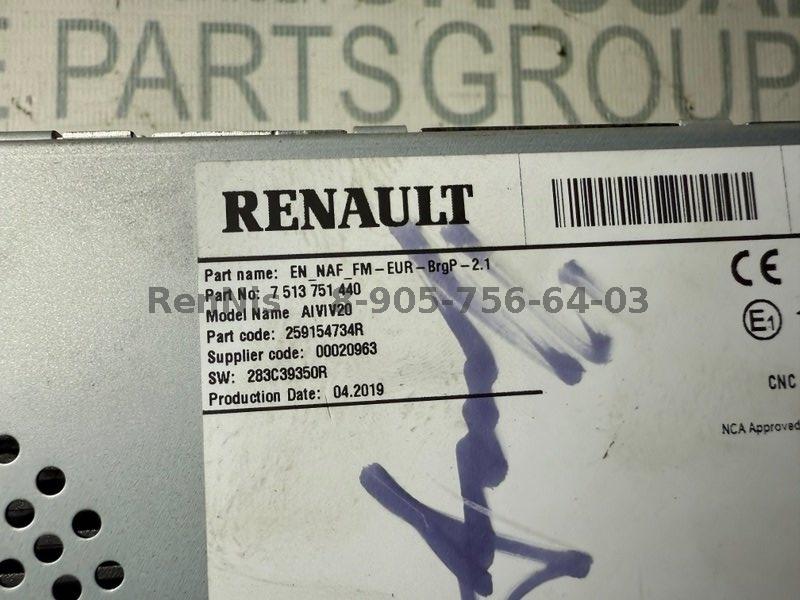 PARTSGROUP
RENAULT
Part name: EN_NAF_FM-EUR-BrgP-2.1
Part No: 7 513 751 440
RenNis 8-905-756-64-03
Model Name AIVIV20
Part code: 259154734R
Supplier code: 00020963
SW: 283C39350R
Production Date: 04.2019
CE
E1
CNC
NCA Approved